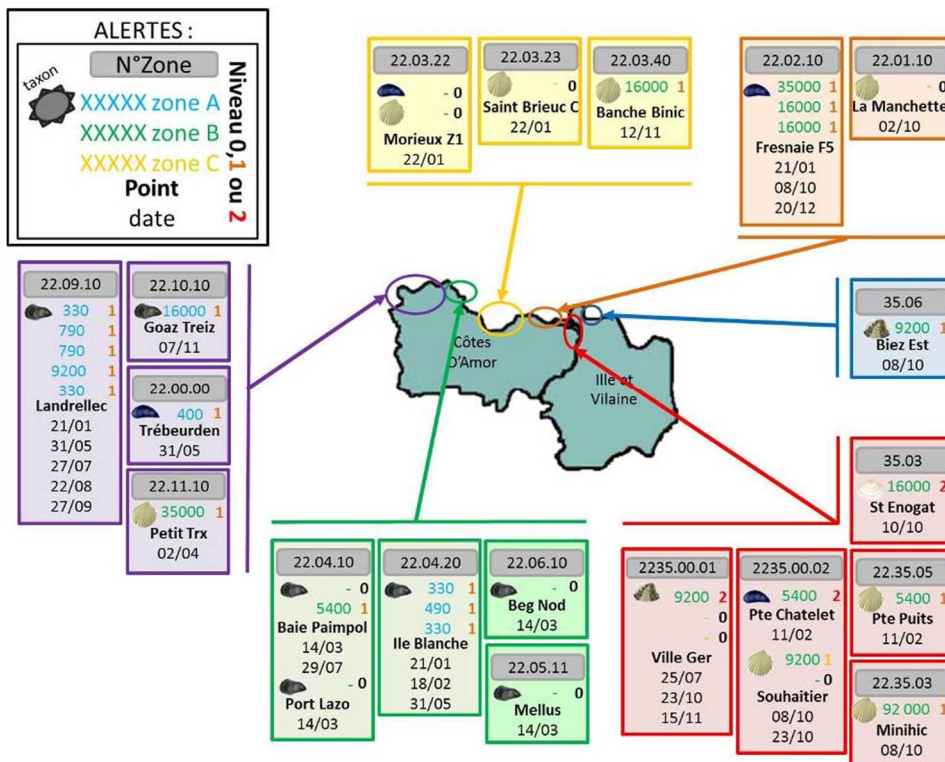 ALERTES :
N°Zone
taxon
XXXXX zone A
XXXXX zone B
XXXXX zone C
Point
date
Niveau 0,1 ou 2
22.03.22
- 0
- 0
Morieux Z1
22/01
22.03.23
- 0
Saint Brieuc C
22/01
22.03.40
16000 1
Banche Binic
12/11
22.02.10
35000 1
16000 1
16000 1
Fresnaie F5
21/01
08/10
20/12
22.01.10
- 0
La Manchette
02/10
22.09.10
330 1
790 1
790 1
9200 1
330 1
Landrellec
21/01
31/05
27/07
22/08
27/09
22.10.10
16000 1
Goaz Treiz
07/11
22.00.00
400 1
Trébeurden
31/05
22.11.10
35000 1
Petit Trx
02/04
Côtes
D'Amor
Ille et
Vilaine
35.06
9200 1
Biez Est
08/10
35.03
16000 2
St Enogat
10/10
22.04.10
- 0
5400 1
Baie Paimpol
14/03
29/07
- 0
Port Lazo
14/03
22.04.20
330 1
490 1
330 1
Ile Blanche
21/01
18/02
31/05
22.06.10
- 0
Beg Nod
14/03
22.05.11
- 0
Mellus
14/03
2235.00.01
9200 2
- 0
- 0
Ville Ger
25/07
23/10
15/11
2235.00.02
5400 2
Pte Chatelet
11/02
9200 1
- 0
Souhaitier
08/10
23/10
22.35.05
5400 1
Pte Puits
11/02
22.35.03
92 000 1
Minihic
08/10